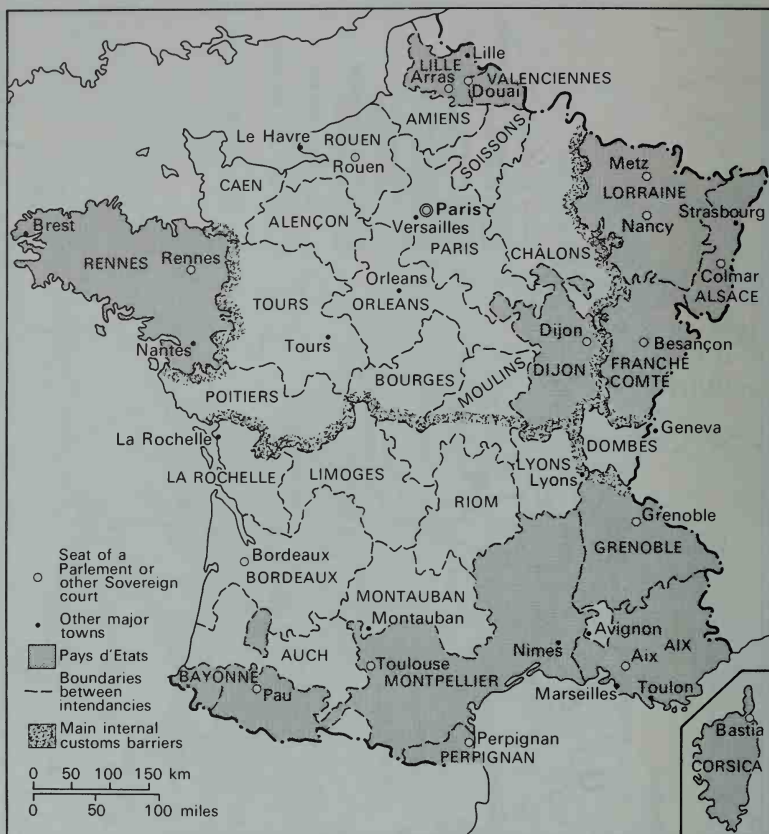 Lille
LILLE
Arras
VALENCIENNES
Douai
AMIENS
Le Havre
ROUEN
Rouen
SOISSONS
CAEN
Metz
LORRAINE
ALENÇON
Paris
Versailles
PARIS
Strasbourg
Nancy
Brest
RENNES
Rennes
CHÂLONS
Colmar
ALSACE
Orleans
ORLEANS
TOURS
Tours
Dijon
DIJON
Besançon
FRANCHE
COMTÉ
Nantes
BOURGES
MOULINS
POITIERS
Geneva
La Rochelle
DOMBES
LA ROCHELLE
LIMOGES
LYONS
Lyons
RIOM
Grenoble
GRENOBLE
Bordeaux
BORDEAUX
MONTAUBAN
Montauban
Avignon
AIX
Nimes
Aix
AUCH
Toulouse
MONTPELLIER
BAYONNE
Pau
Marseilles
Toulon
Perpignan
PERPIGNAN
Bastia
CORSICA
Seat of a
Parlement or
other Sovereign
court
Other major
towns
Pays d'Etats
Boundaries
between
intendancies
Main internal
customs barriers
0 50 100 150 km
0 50 100 miles